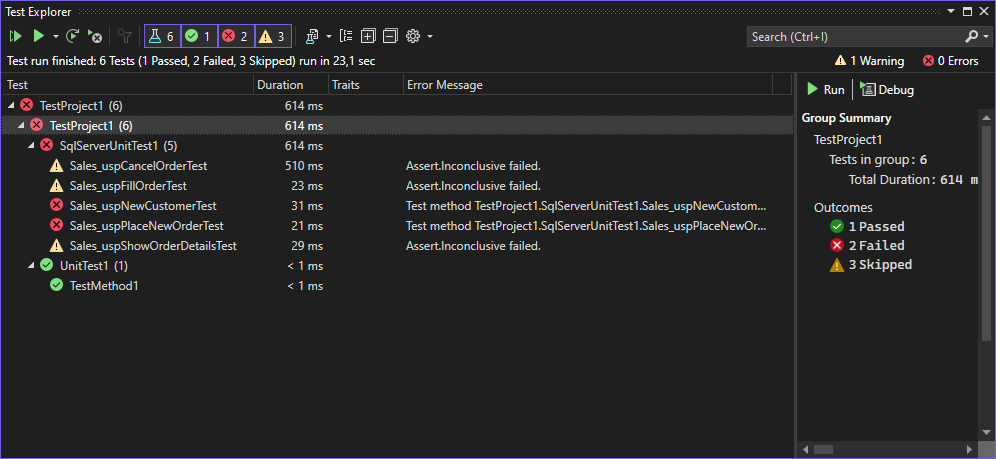 Test Explorer
6 1 2 3 Search (Ctrl+I)
Test run finished: 6 Tests (1 Passed, 2 Failed, 3 Skipped) run in 23,1 sec 1 Warning 0 Errors
Test Duration Traits Error Message
TestProject1 (6) 614 ms
TestProject1 (6) 614 ms
SqlServerUnitTest1 (5) 614 ms
Sales_uspCancelOrderTest 510 ms Assert.Inconclusive failed.
Sales_uspFillOrderTest 23 ms Assert.Inconclusive failed.
Sales_uspNewCustomerTest 31 ms Test method TestProject1.SqlServerUnitTest1.Sales_uspNewCustom...
Sales_uspPlaceNewOrderTest 21 ms Test method TestProject1.SqlServerUnitTest1.Sales_uspPlaceNewOr...
Sales_uspShowOrderDetailsTest 29 ms Assert.Inconclusive failed.
UnitTest1 (1) < 1 ms
TestMethod1 < 1 ms
Run Debug
Group Summary
TestProject1
Tests in group: 6
Total Duration: 614 m
Outcomes
1 Passed
2 Failed
3 Skipped